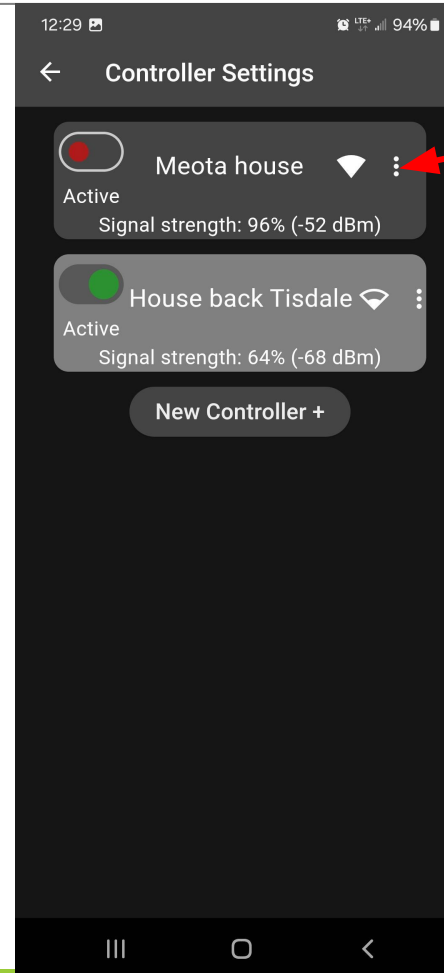 12:29 LTE+ 94%
Controller Settings
Meota house
Active
Signal strength: 96% (-52 dBm)
House back Tisdale
Active
Signal strength: 64% (-68 dBm)
New Controller +